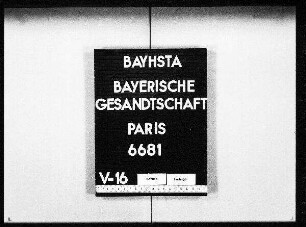 BAYHSTA
BAYERISCHE
GESANDTSCHAFT
PARIS
6681
V-16